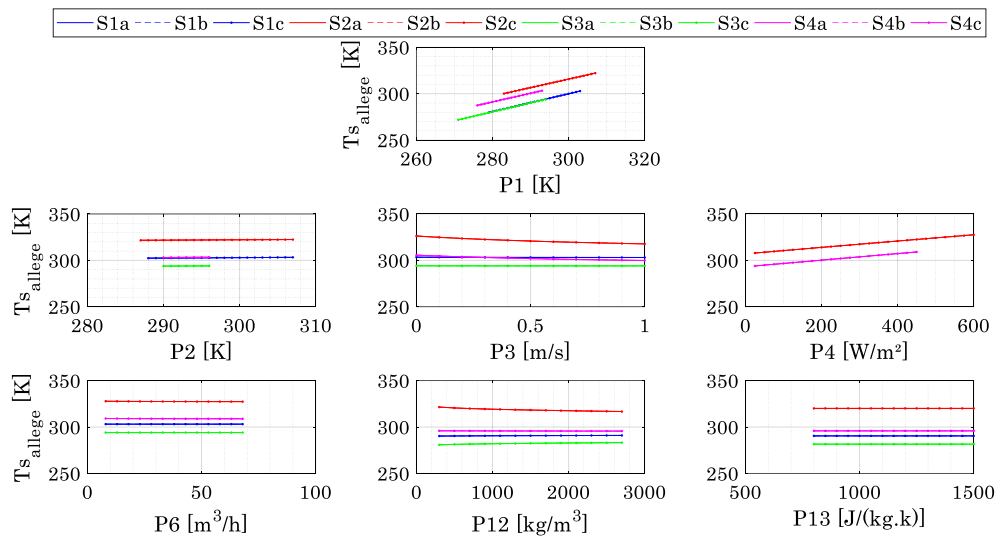 S1a S1b S1c S2a S2b S2c S3a S3b S3c S4a S4b S4c
Ts_allege [K]
350
300
250
260 280 300 320
P1 [K]
Ts_allege [K]
350
300
250
280 290 300 310
P2 [K]
350
300
250
0 0.5 1
P3 [m/s]
350
300
250
0 200 400 600
P4 [W/m²]
Ts_allege [K]
350
300
250
0 50 100
P6 [m³/h]
350
300
250
0 1000 2000 3000
P12 [kg/m³]
350
300
250
500 1000 1500
P13 [J/(kg.k)]